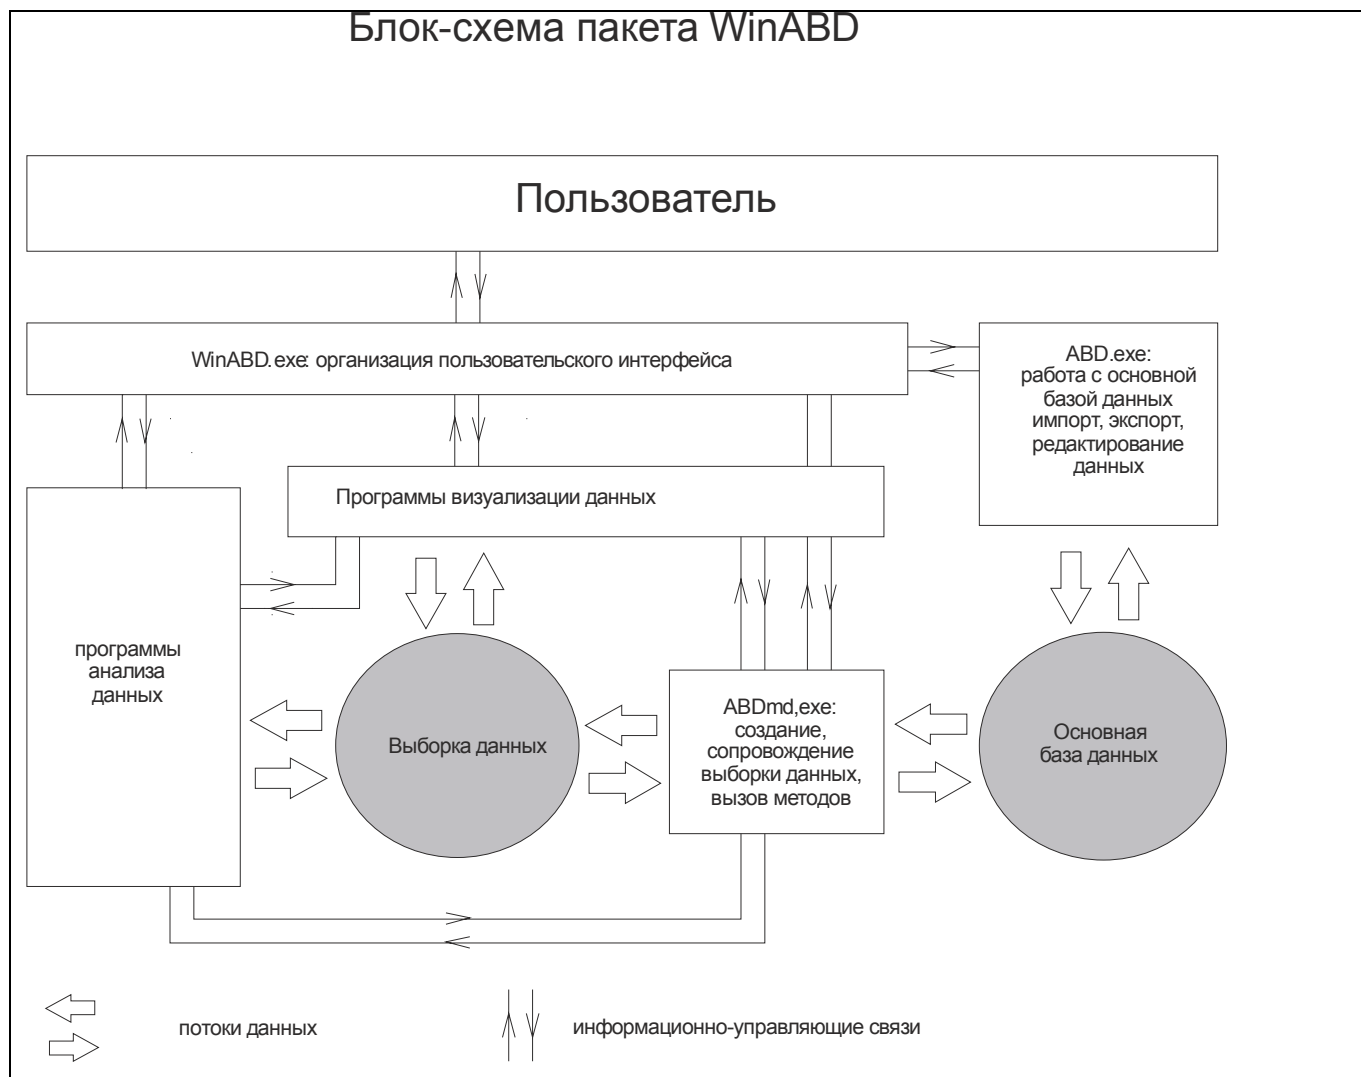 Блок-схема пакета WinABD
Пользователь
WinABD.exe: организация пользовательского интерфейса
ABD.exe:
работа с основной
базой данных
импорт, экспорт,
редактирование
данных
Программы визуализации данных
программы
анализа
данных
Выборка данных
ABDmd,exe:
создание,
сопровождение
выборки данных,
вызов методов
Основная
база данных
потоки данных
информационно-управляющие связи